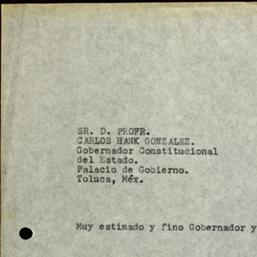 SR. D. PROFR.
CARLOS HANK GONZALEZ.
Gobernador Constitucional
del Estado.
Palacio de Gobierno.
Toluca, Méx.
Muy estimado y fino Gobernador y